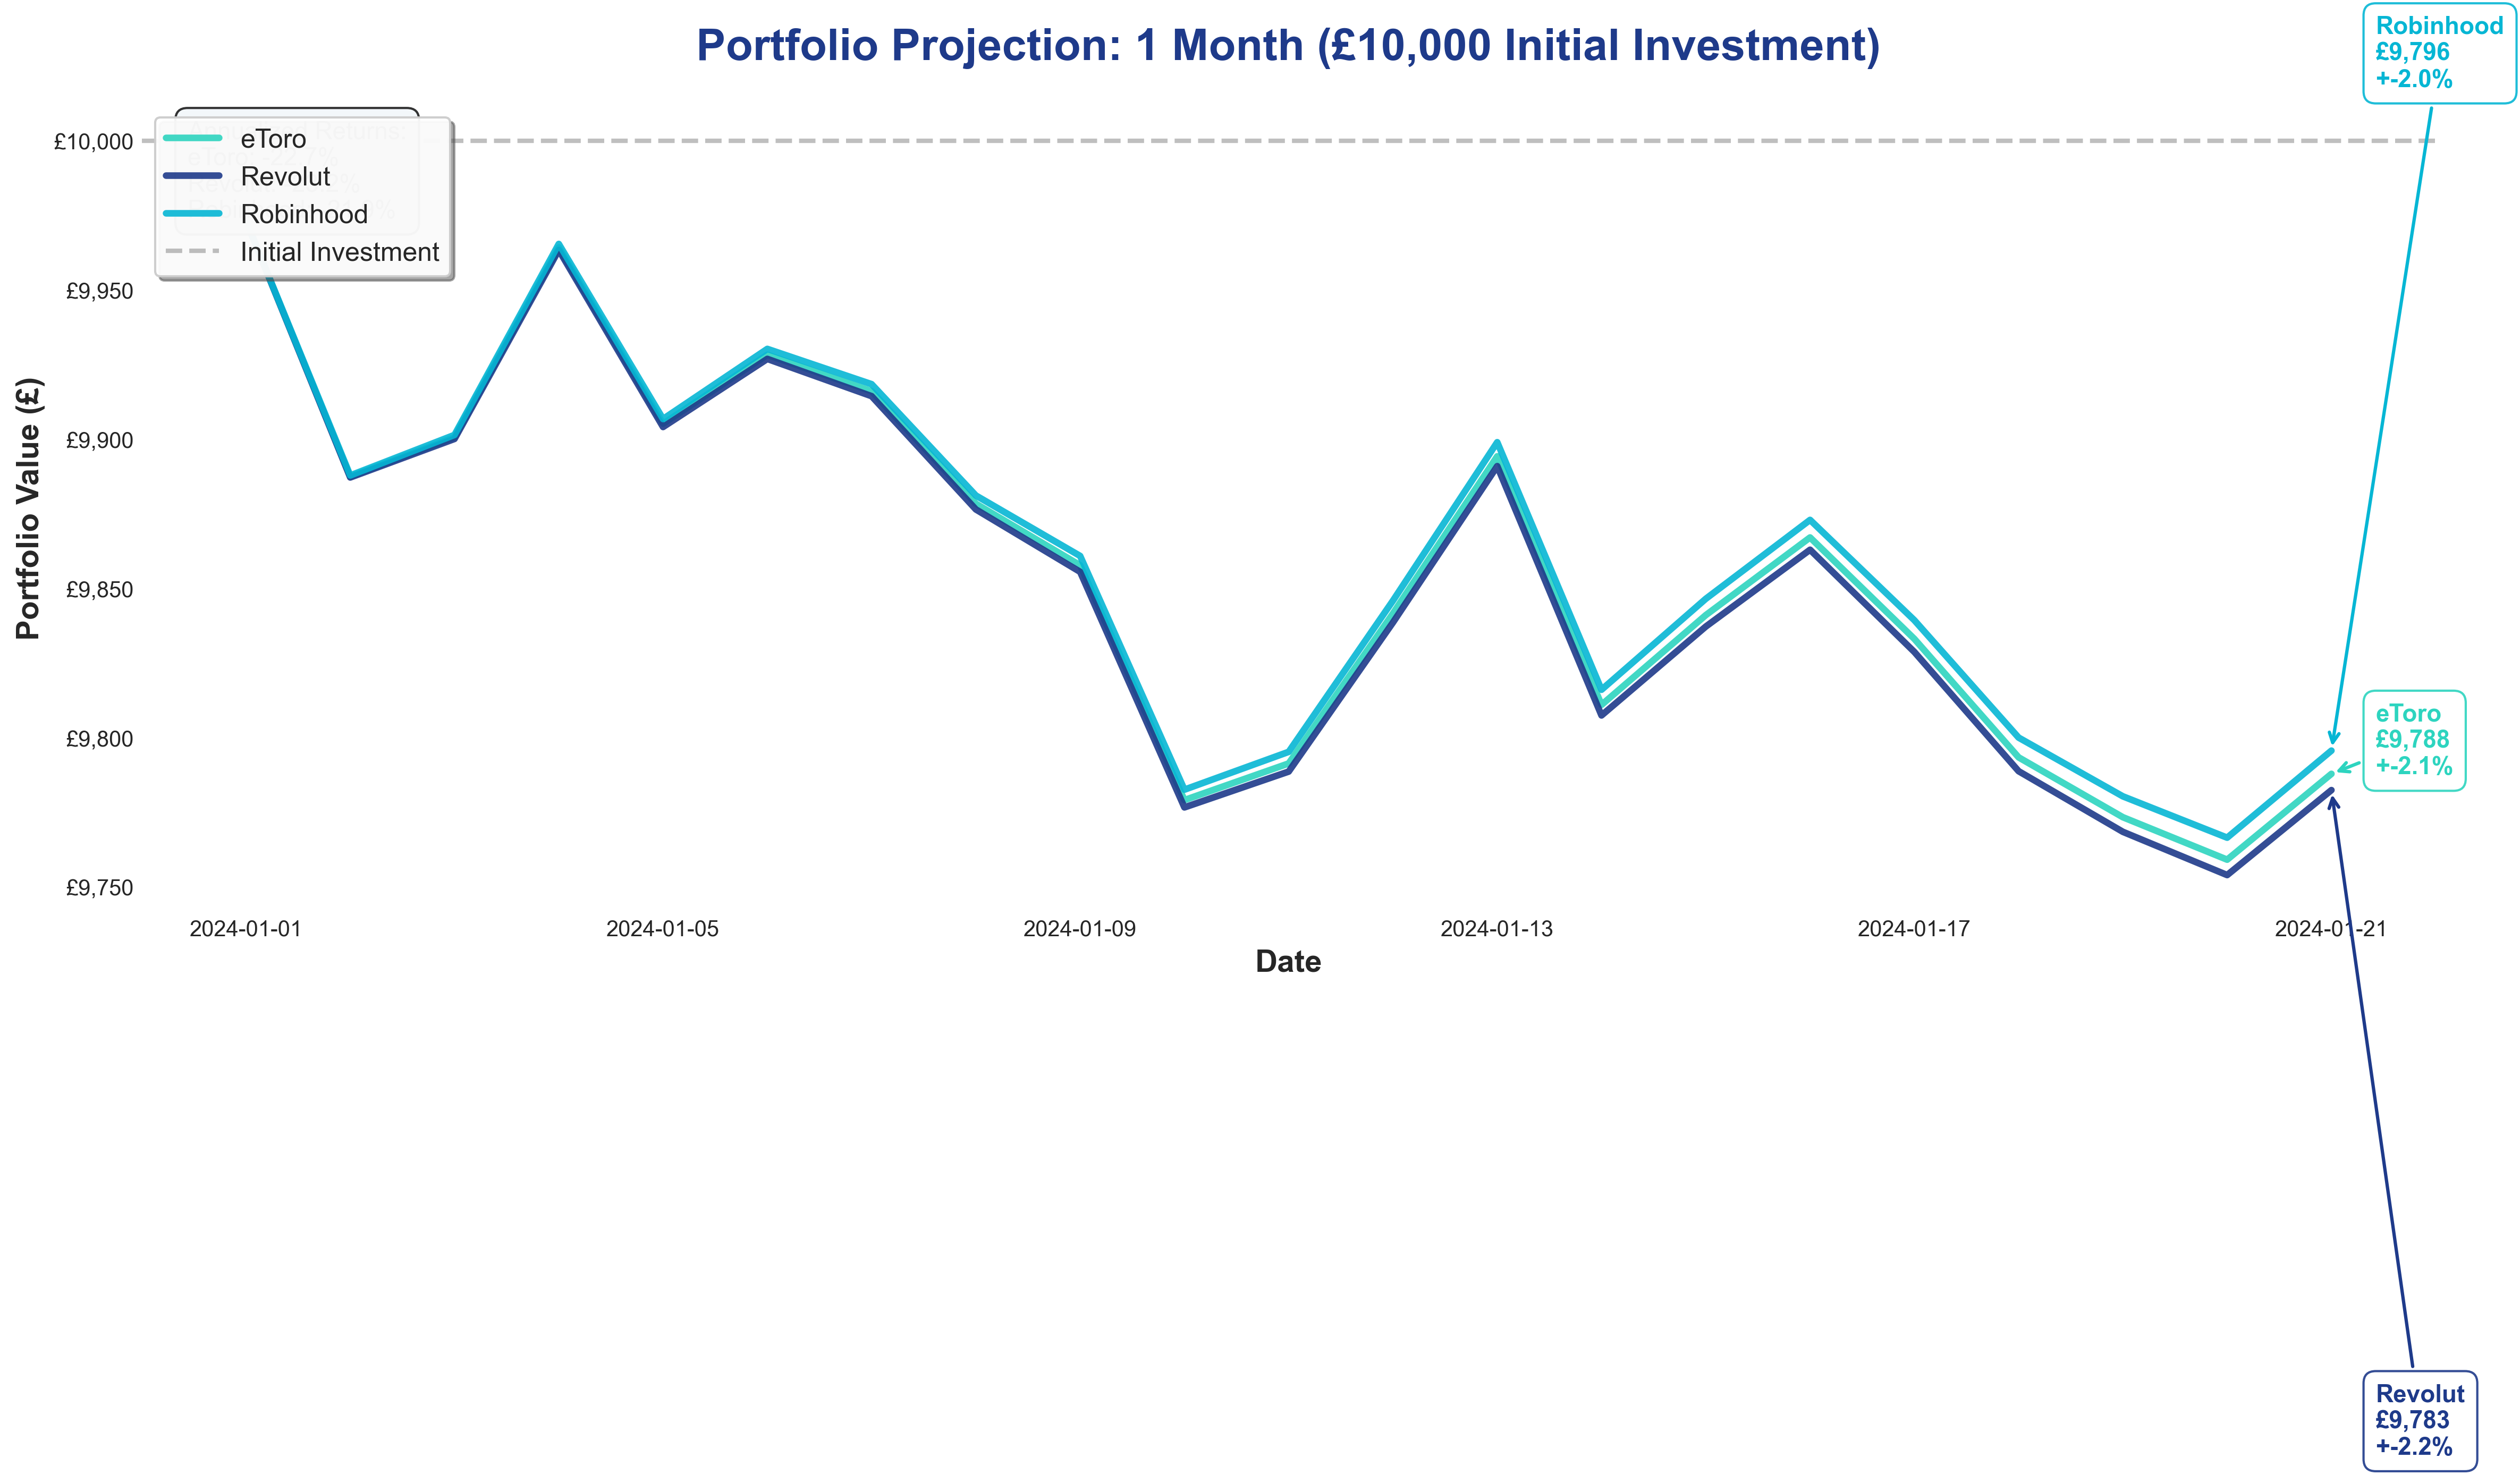 Portfolio Projection: 1 Month (£10,000 Initial Investment)
Robinhood
£9,796
+-2.0%
Returns:
eToro
Revolut
Robinhood
Initial Investment
Portfolio Value (£)
£10,000
£9,950
£9,900
£9,850
£9,800
£9,750
eToro
£9,788
+-2.1%
2024-01-01
2024-01-05
2024-01-09
2024-01-13
2024-01-17
2024-01-21
Date
Revolut
£9,783
+-2.2%